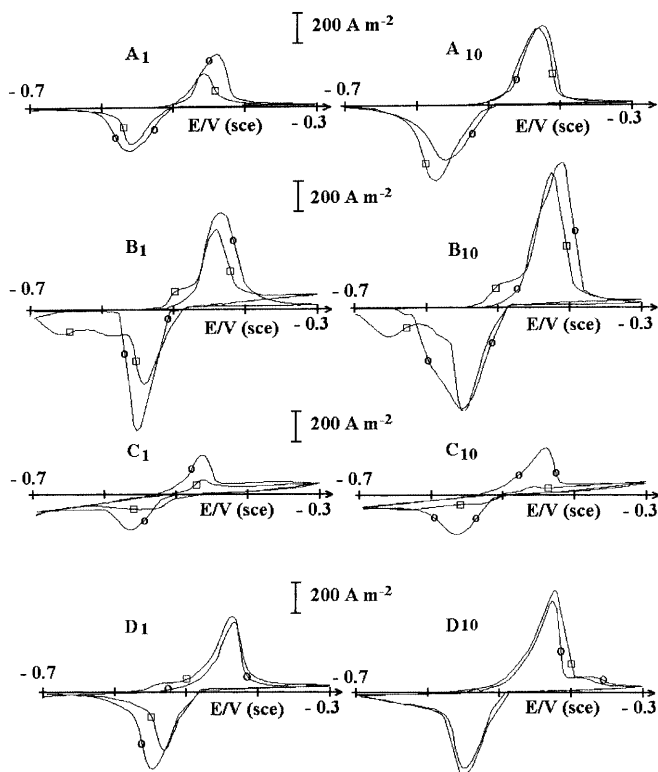 200 A m-2
A1
A10
- 0.7
- 0.7
E/V (sce)
- 0.3
E/V (sce)
- 0.3
200 A m-2
B1
B10
- 0.7
- 0.7
E/V (sce)
- 0.3
E/V (sce)
- 0.3
200 A m-2
C1
C10
- 0.7
- 0.7
E/V (sce)
- 0.3
E/V (sce)
- 0.3
200 A m-2
D1
D10
- 0.7
- 0.7
E/V (sce)
- 0.3
E/V (sce)
- 0.3